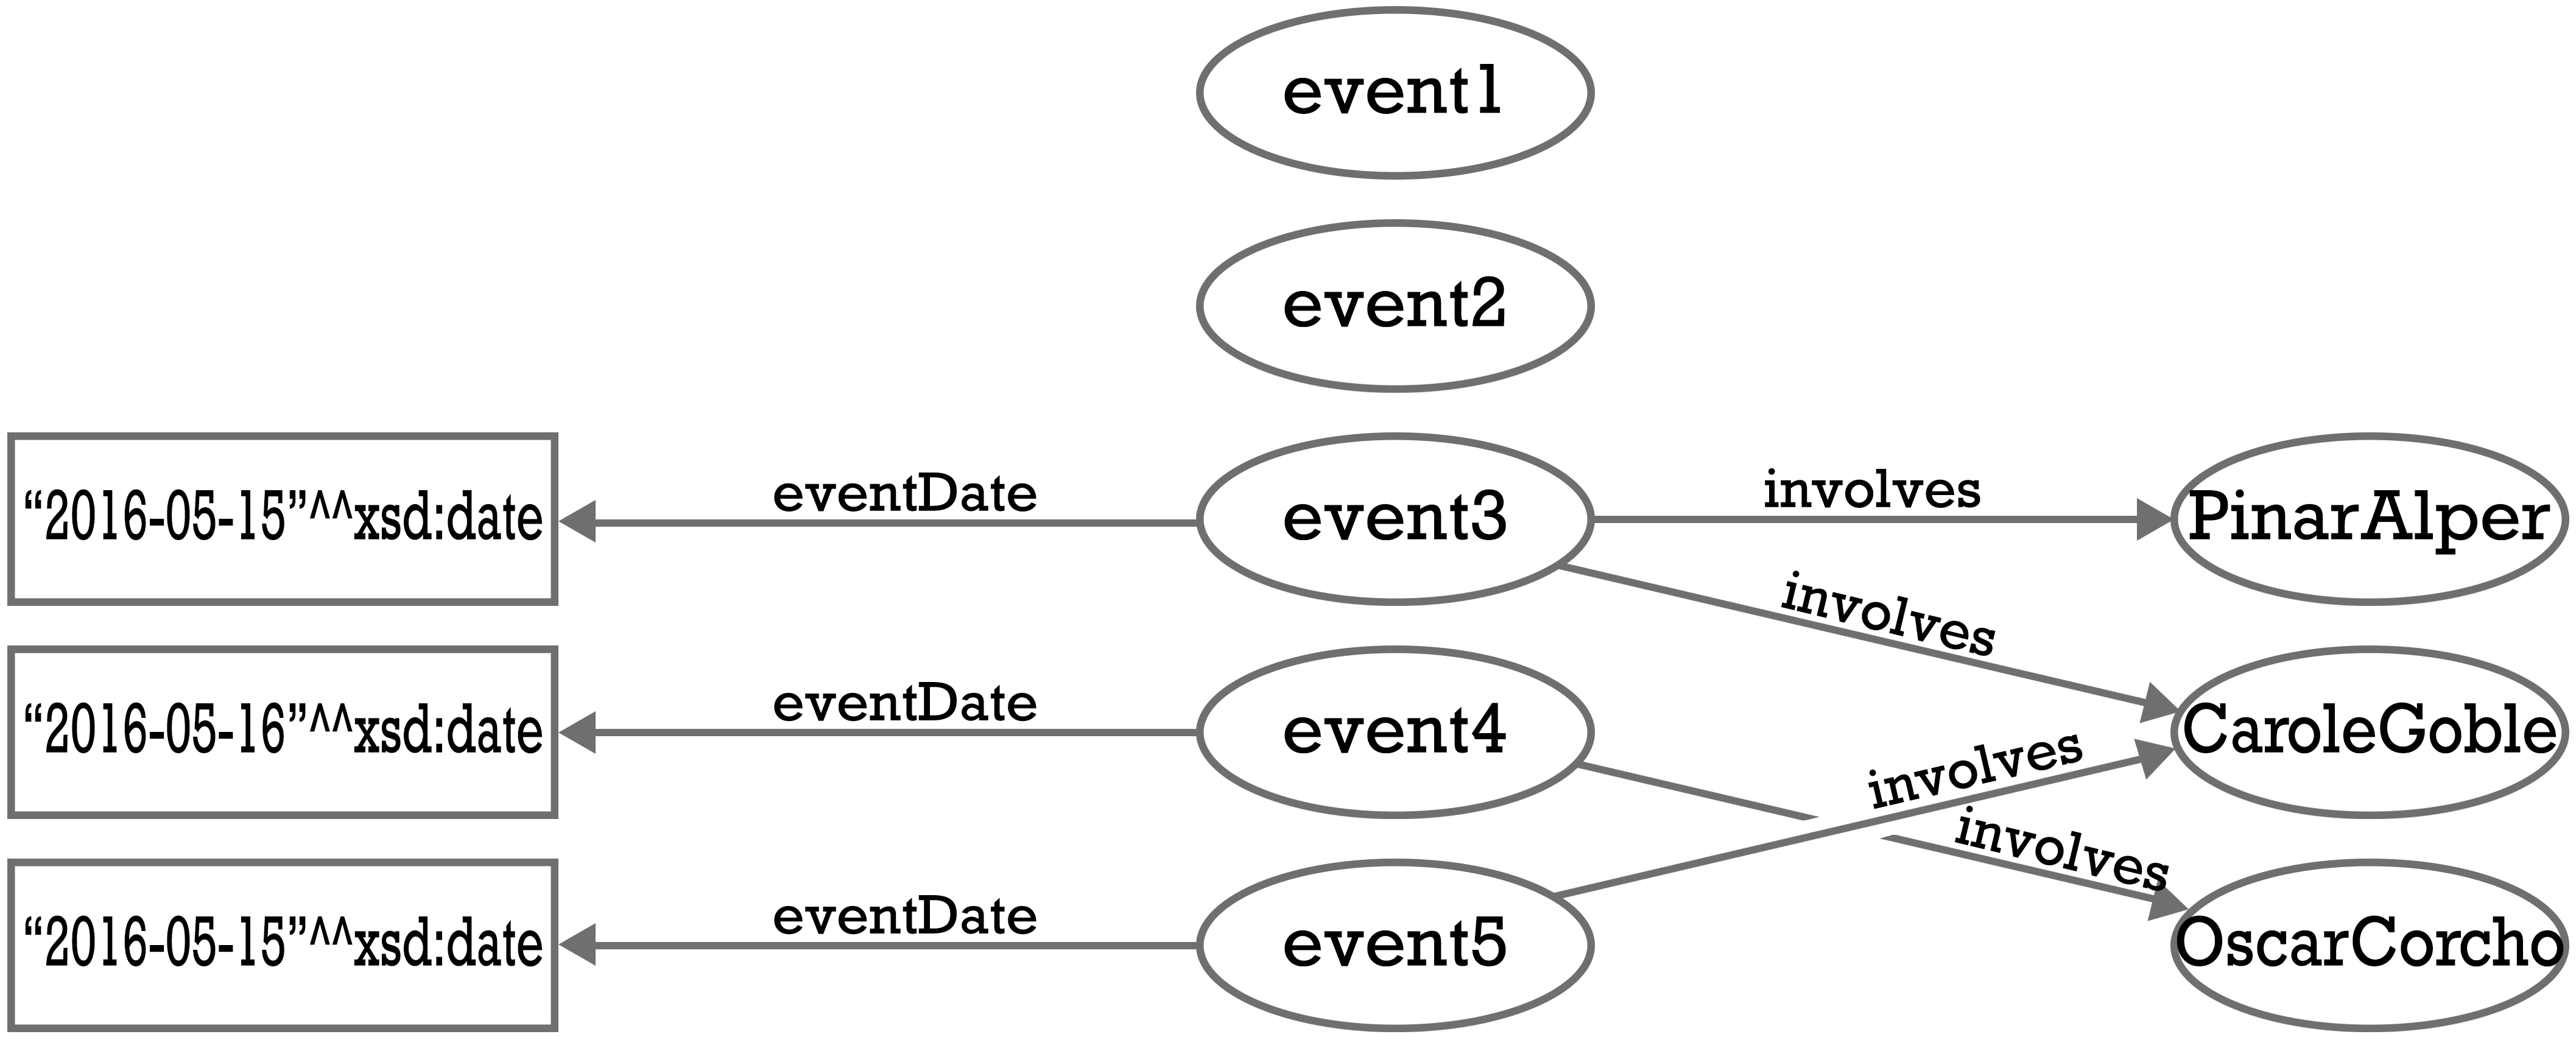 event1
event2
“2016-05-15”^^xsd:date
eventDate
event3
involves
PinarAlper
involves
“2016-05-16”^^xsd:date
eventDate
event4
involves
CaroleGoble
involves
“2016-05-15”^^xsd:date
eventDate
event5
OscarCorcho